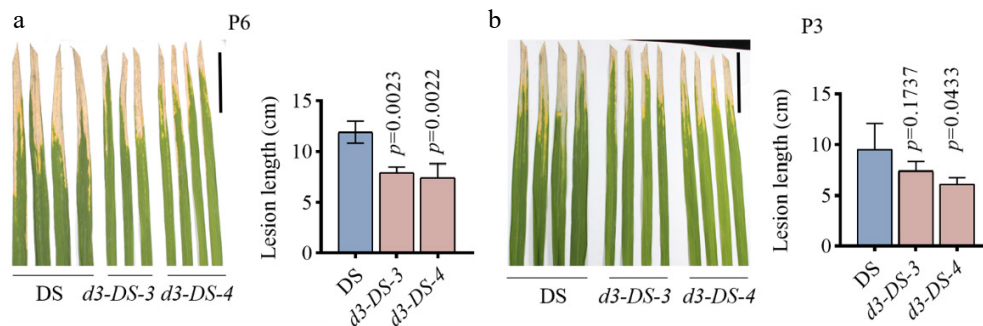 a
P6
DS
d3-DS-3
d3-DS-4
Lesion length (cm)
15
10
5
0
p=0.0023
p=0.0022
DS
d3-DS-3
d3-DS-4
b
P3
DS
d3-DS-3
d3-DS-4
Lesion length (cm)
15
10
5
0
p=0.1737
p=0.0433
DS
d3-DS-3
d3-DS-4